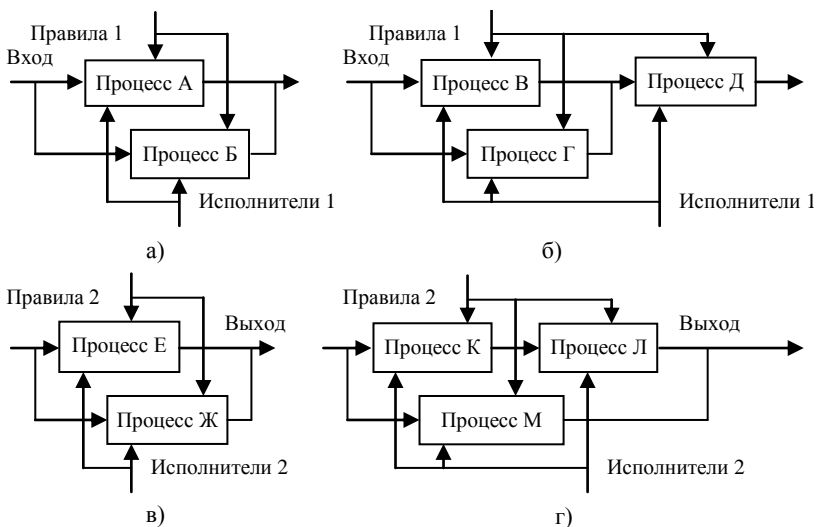 Правила 1
Вход
Процесс А
Процесс Б
Исполнители 1
а)
Правила 1
Вход
Процесс В
Процесс Д
Процесс Г
Исполнители 1
б)
Правила 2
Выход
Процесс Е
Процесс Ж
Исполнители 2
в)
Правила 2
Выход
Процесс К
Процесс Л
Процесс М
Исполнители 2
г)